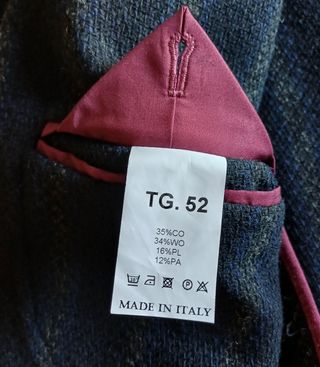 TG. 52
35%CO
34%WO
16%PL
12%PA
MADE IN ITALY